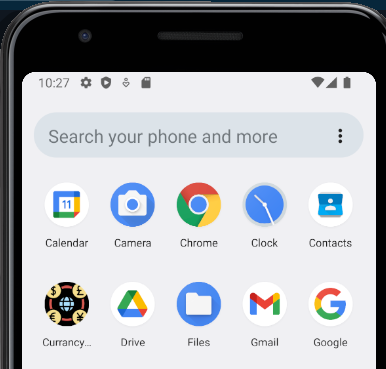 10:27
Search your phone and more
11
Calendar Camera Chrome Clock Contacts
$ £
€ ¥
Currancy... Drive Files Gmail Google